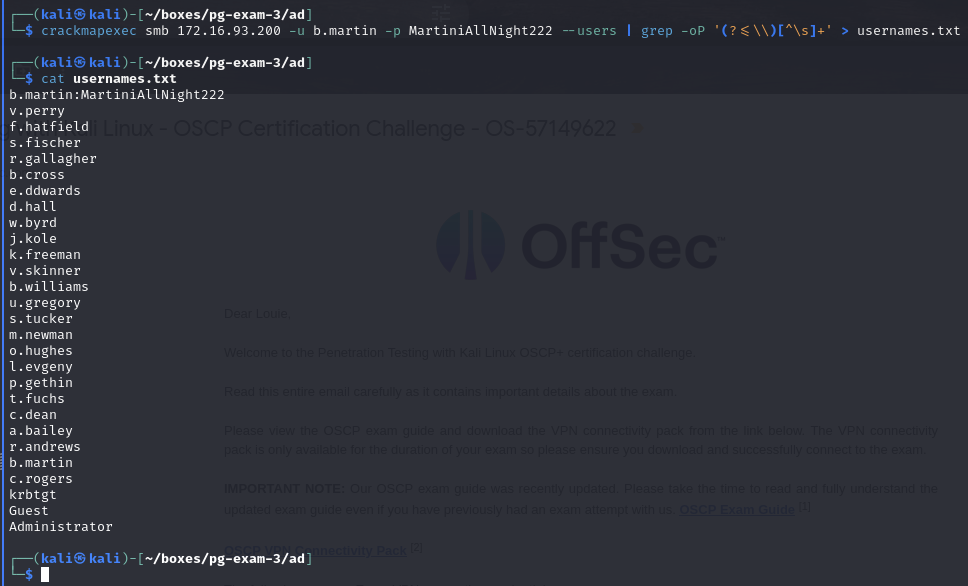 ┌──(kali㉿kali)-[~/boxes/pg-exam-3/ad]
└─$ crackmapexec smb 172.16.93.200 -u b.martin -p MartiniAllNight222 --users | grep -oP '(?<=\\)[^\s]+' > usernames.txt
┌──(kali㉿kali)-[~/boxes/pg-exam-3/ad]
└─$ cat usernames.txt
b.martin:MartiniAllNight222
v.perry
f.hatfield
Kali Linux - OSCP Certification Challenge - OS-57149622
s.fischer
r.gallagher
b.cross
e.ddwards
d.hall
w.byrd
j.kole
k.freeman
v.skinner
b.williams
u.gregory
s.tucker
m.newman
o.hughes
l.evgeny
p.gethin
t.fuchs
c.dean
a.bailey
r.andrews
b.martin
c.rogers
krbtgt
Guest
Administrator
OffSec™
Dear Louie,
Welcome to the Penetration Testing with Kali Linux OSCP+ certification challenge.
Read this entire email carefully as it contains important details about the exam.
Please view the OSCP exam guide and download the VPN connectivity pack from the link below. The VPN connectivity
pack is only available for the duration of your exam so please ensure you download and successfully connect to the exam.
IMPORTANT NOTE: Our OSCP exam guide was recently updated. Please take the time to read and fully understand the
updated exam guide even if you have previously had an exam attempt with us. OSCP Exam Guide [1]
OSCP VPN Connectivity Pack [2]
┌──(kali㉿kali)-[~/boxes/pg-exam-3/ad]
└─$